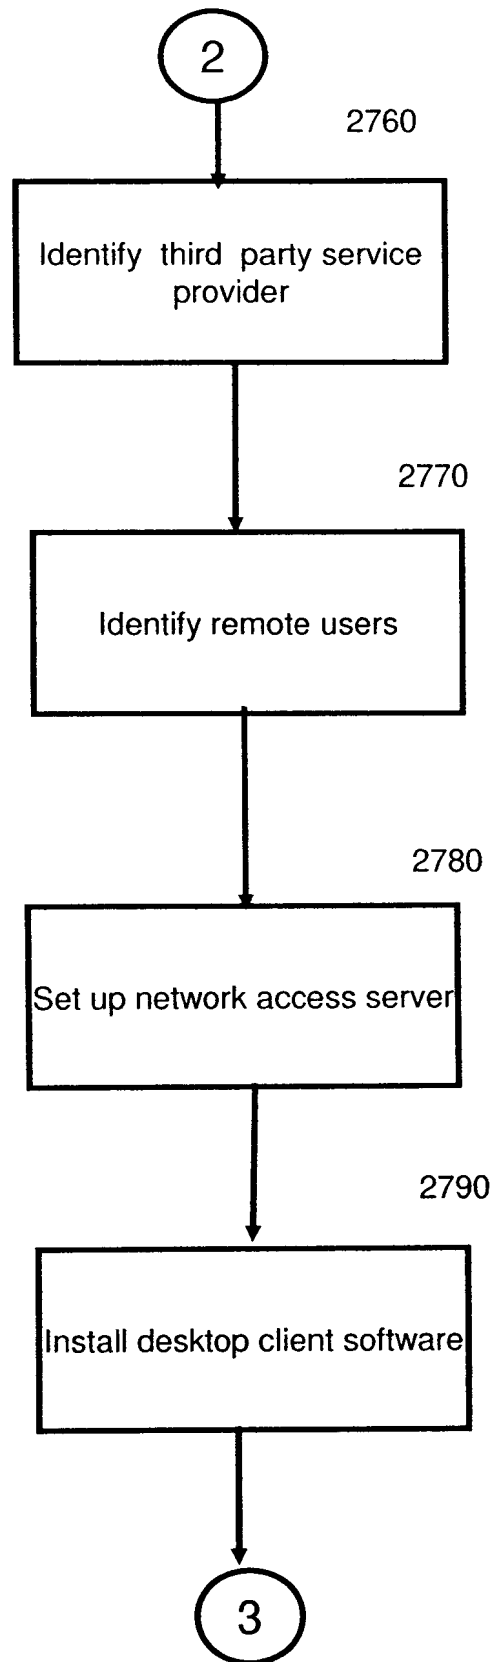 2
2760
Identify third party service
provider
2770
Identify remote users
2780
Set up network access server
2790
Install desktop client software
3